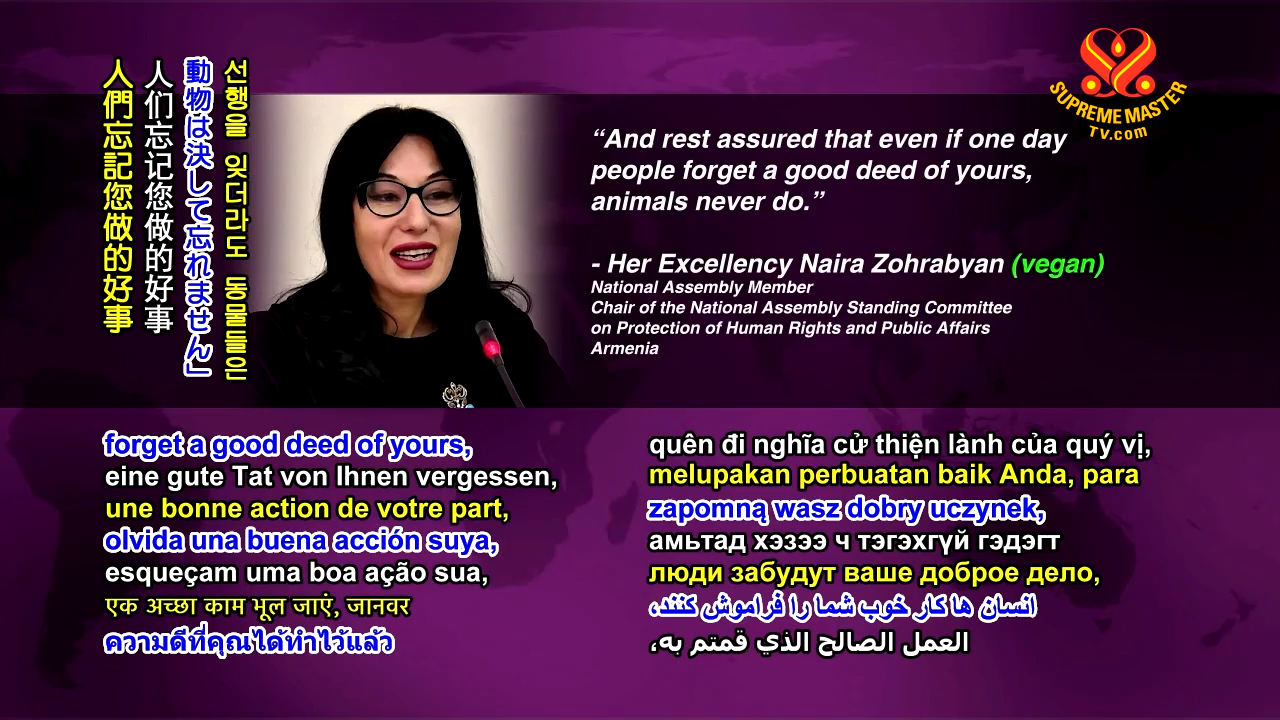 선행을 잊더라도 동물들은
動物は決して忘れません」
人们忘记您做的好事
人們忘記您做的好事
SUPREME MASTER
TV.com
“And rest assured that even if one day
people forget a good deed of yours,
animals never do.”
- Her Excellency Naira Zohrabyan (vegan)
National Assembly Member
Chair of the National Assembly Standing Committee
on Protection of Human Rights and Public Affairs
Armenia
forget a good deed of yours,
eine gute Tat von Ihnen vergessen,
une bonne action de votre part,
olvida una buena acción suya,
esqueçam uma boa ação sua,
एक अच्छा काम भूल जाएं, जानवर
ความดีที่คุณได้ทำไว้แล้ว
quên đi nghĩa cử thiện lành của quý vị,
melupakan perbuatan baik Anda, para
zapomną wasz dobry uczynek,
амьтад хэзээ ч тэгэхгүй гэдэгт
люди забудут ваше доброе дело,
انسان ها کار خوب شما را فراموش کنند،
العمل الصالح الذي قمتم به،